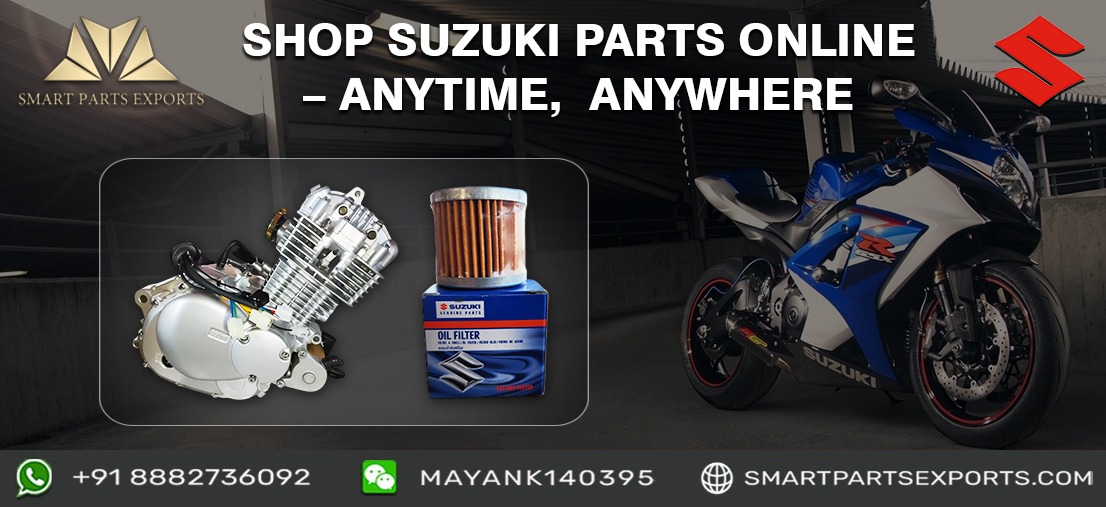 SMART PARTS EXPORTS
SHOP SUZUKI PARTS ONLINE
– ANYTIME, ANYWHERE
SUZUKI
GENUINE PARTS
OIL FILTER
R
SUZUKI
+91 8882736092
MAYANK140395
SMARTPARTSEXPORTS.COM